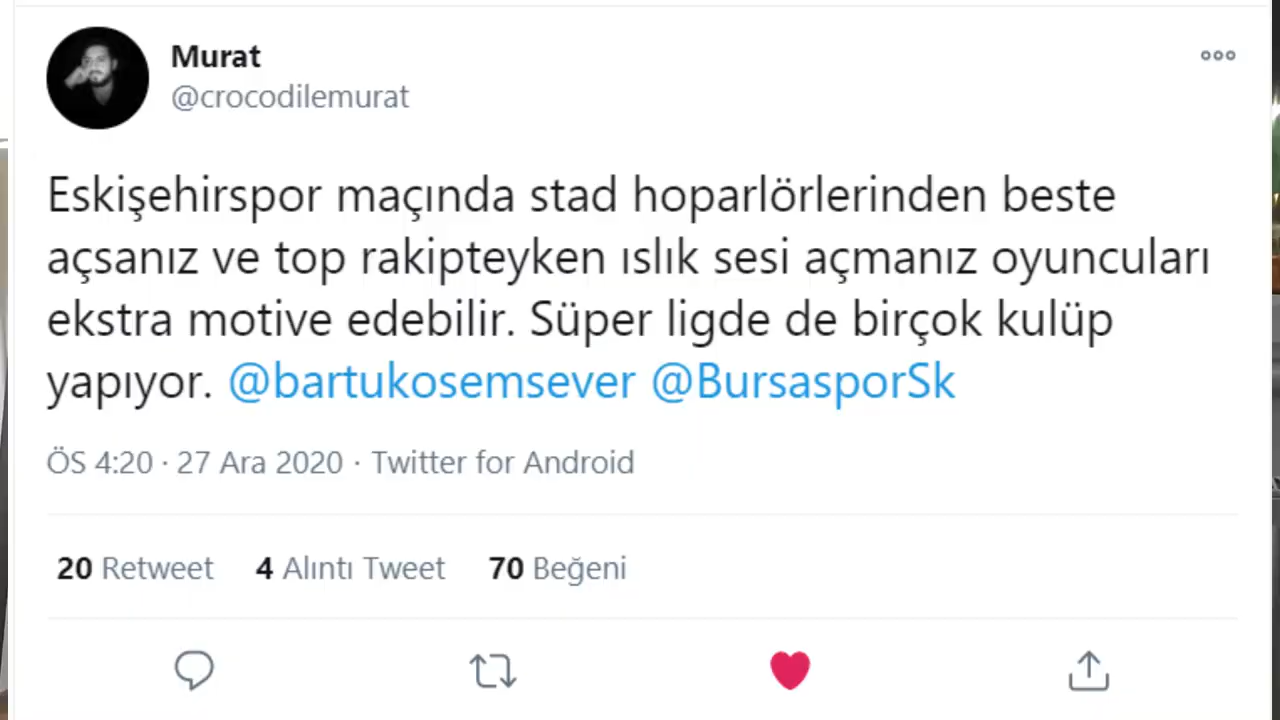 Murat
@crocodilemurat
Eskişehirspor maçında stad hoparlörlerinden beste
açsanız ve top rakipteyken ıslık sesi açmanız oyuncuları
ekstra motive edebilir. Süper ligde de birçok kulüp
yapıyor. @bartukosemsever @BursasporSk
ÖS 4:20 · 27 Ara 2020 · Twitter for Android
20 Retweet 4 Alıntı Tweet 70 Beğeni